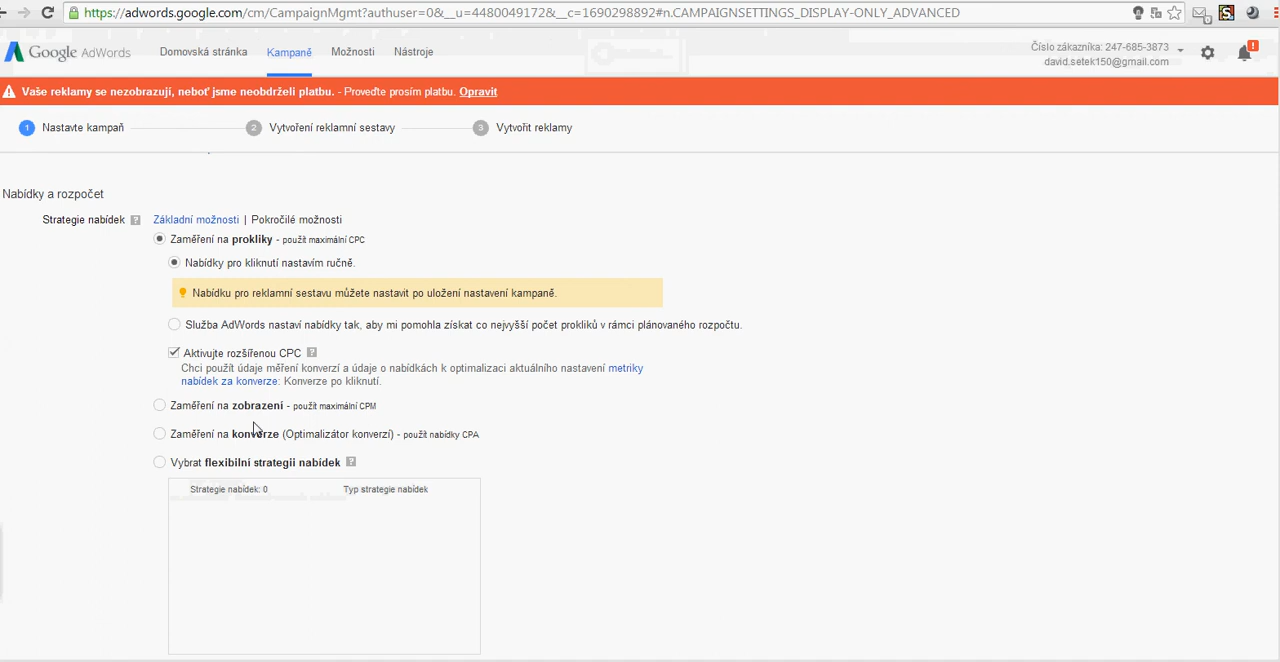 https://adwords.google.com/cm/CampaignMgmt?authuser=0&__u=4480049172&__c=1690298892#n.CAMPAIGNSETTINGS_DISPLAY-ONLY_ADVANCED
Google AdWords Domovská stránka Kampaně Možnosti Nástroje
Číslo zákazníka: 247-685-3873
david.setek150@gmail.com
Vaše reklamy se nezobrazují, neboť jsme neobdrželi platbu. - Proveďte prosím platbu. Opravit
1 Nastavte kampaň 2 Vytvoření reklamní sestavy 3 Vytvořit reklamy
Nabídky a rozpočet
Strategie nabídek ? Základní možnosti | Pokročilé možnosti
Zaměření na prokliky - použít maximální CPC
Nabídky pro kliknutí nastavím ručně.
Nabídku pro reklamní sestavu můžete nastavit po uložení nastavení kampaně.
Služba AdWords nastaví nabídky tak, aby mi pomohla získat co nejvyšší počet prokliků v rámci plánovaného rozpočtu.
Aktivujte rozšířenou CPC ?
Chci použít údaje měření konverzí a údaje o nabídkách k optimalizaci aktuálního nastavení metriky
nabídek za konverze: Konverze po kliknutí.
Zaměření na zobrazení - použít maximální CPM
Zaměření na konverze (Optimalizátor konverzí) - použít nabídky CPA
Vybrat flexibilní strategii nabídek ?
Strategie nabídek: 0 Typ strategie nabídek